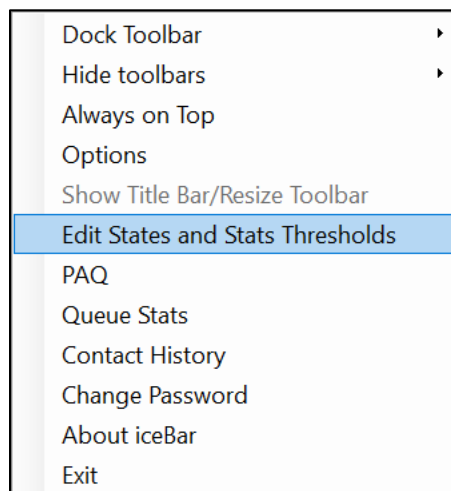 Dock Toolbar
Hide toolbars
Always on Top
Options
Show Title Bar/Resize Toolbar
Edit States and Stats Thresholds
PAQ
Queue Stats
Contact History
Change Password
About iceBar
Exit